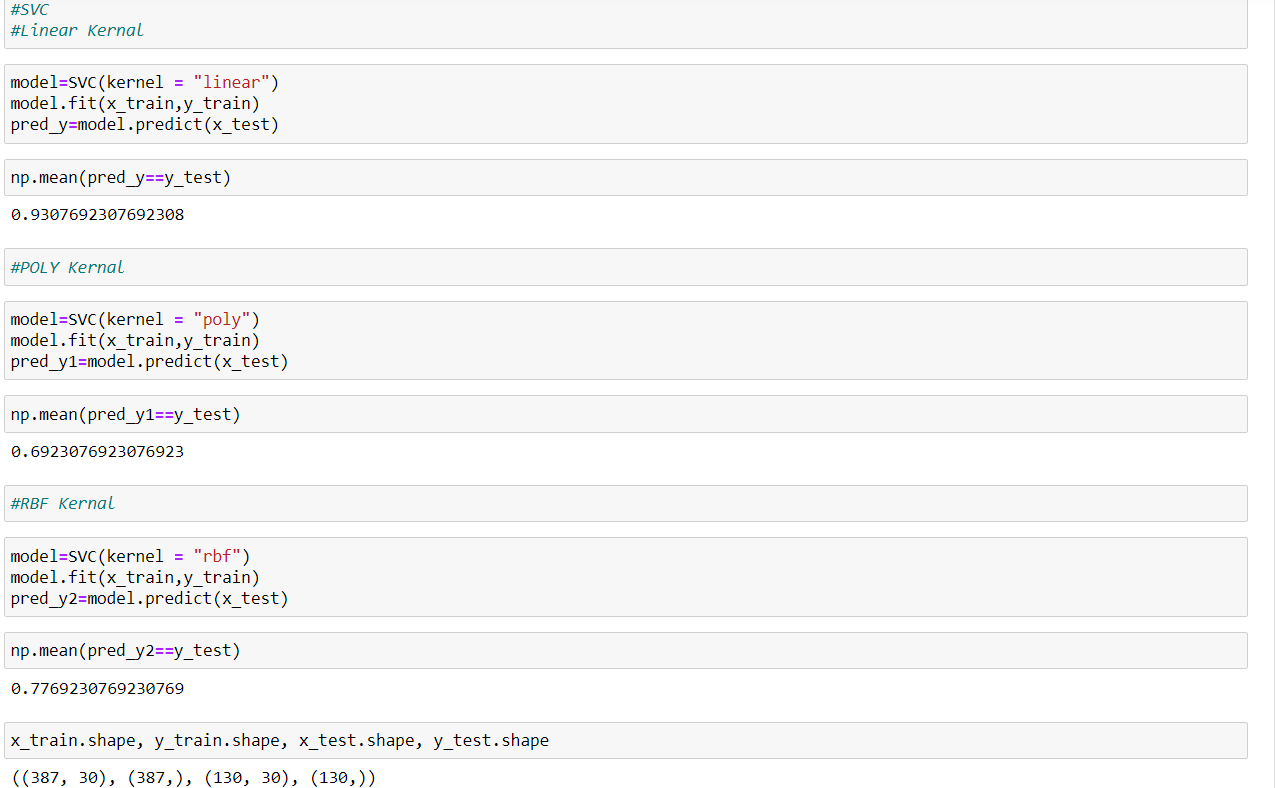 #SVC
#Linear Kernal
model=SVC(kernel = "linear")
model.fit(x_train,y_train)
pred_y=model.predict(x_test)
np.mean(pred_y==y_test)
0.9307692307692308
#POLY Kernal
model=SVC(kernel = "poly")
model.fit(x_train,y_train)
pred_y1=model.predict(x_test)
np.mean(pred_y1==y_test)
0.6923076923076923
#RBF Kernal
model=SVC(kernel = "rbf")
model.fit(x_train,y_train)
pred_y2=model.predict(x_test)
np.mean(pred_y2==y_test)
0.7769230769230769
x_train.shape, y_train.shape, x_test.shape, y_test.shape
((387, 30), (387,), (130, 30), (130,))